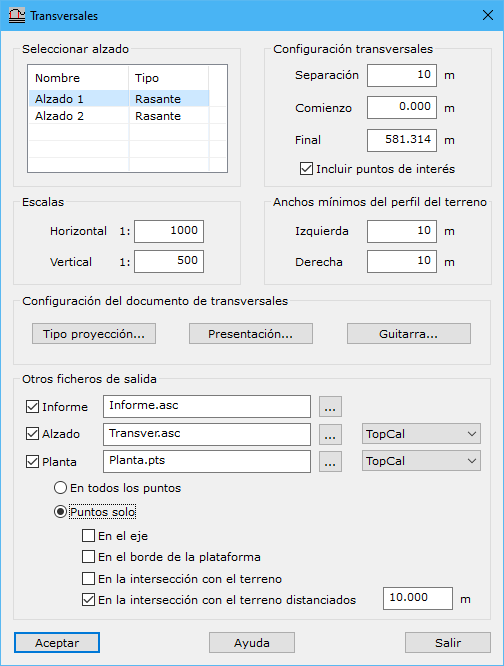 Transversales
Seleccionar alzado
Nombre Tipo
Alzado 1 Rasante
Alzado 2 Rasante
Configuración transversales
Separación 10 m
Comienzo 0.000 m
Final 581.314 m
Incluir puntos de interés
Escalas
Horizontal 1: 1000
Vertical 1: 500
Anchos mínimos del perfil del terreno
Izquierda 10 m
Derecha 10 m
Configuración del documento de transversales
Tipo proyección... Presentación... Guitarra...
Otros ficheros de salida
Informe Informe.asc ...
Alzado Transver.asc ... TopCal
Planta Planta.pts ... TopCal
En todos los puntos
Puntos solo
En el eje
En el borde de la plataforma
En la intersección con el terreno
En la intersección con el terreno distanciados 10.000 m
Aceptar Ayuda Salir